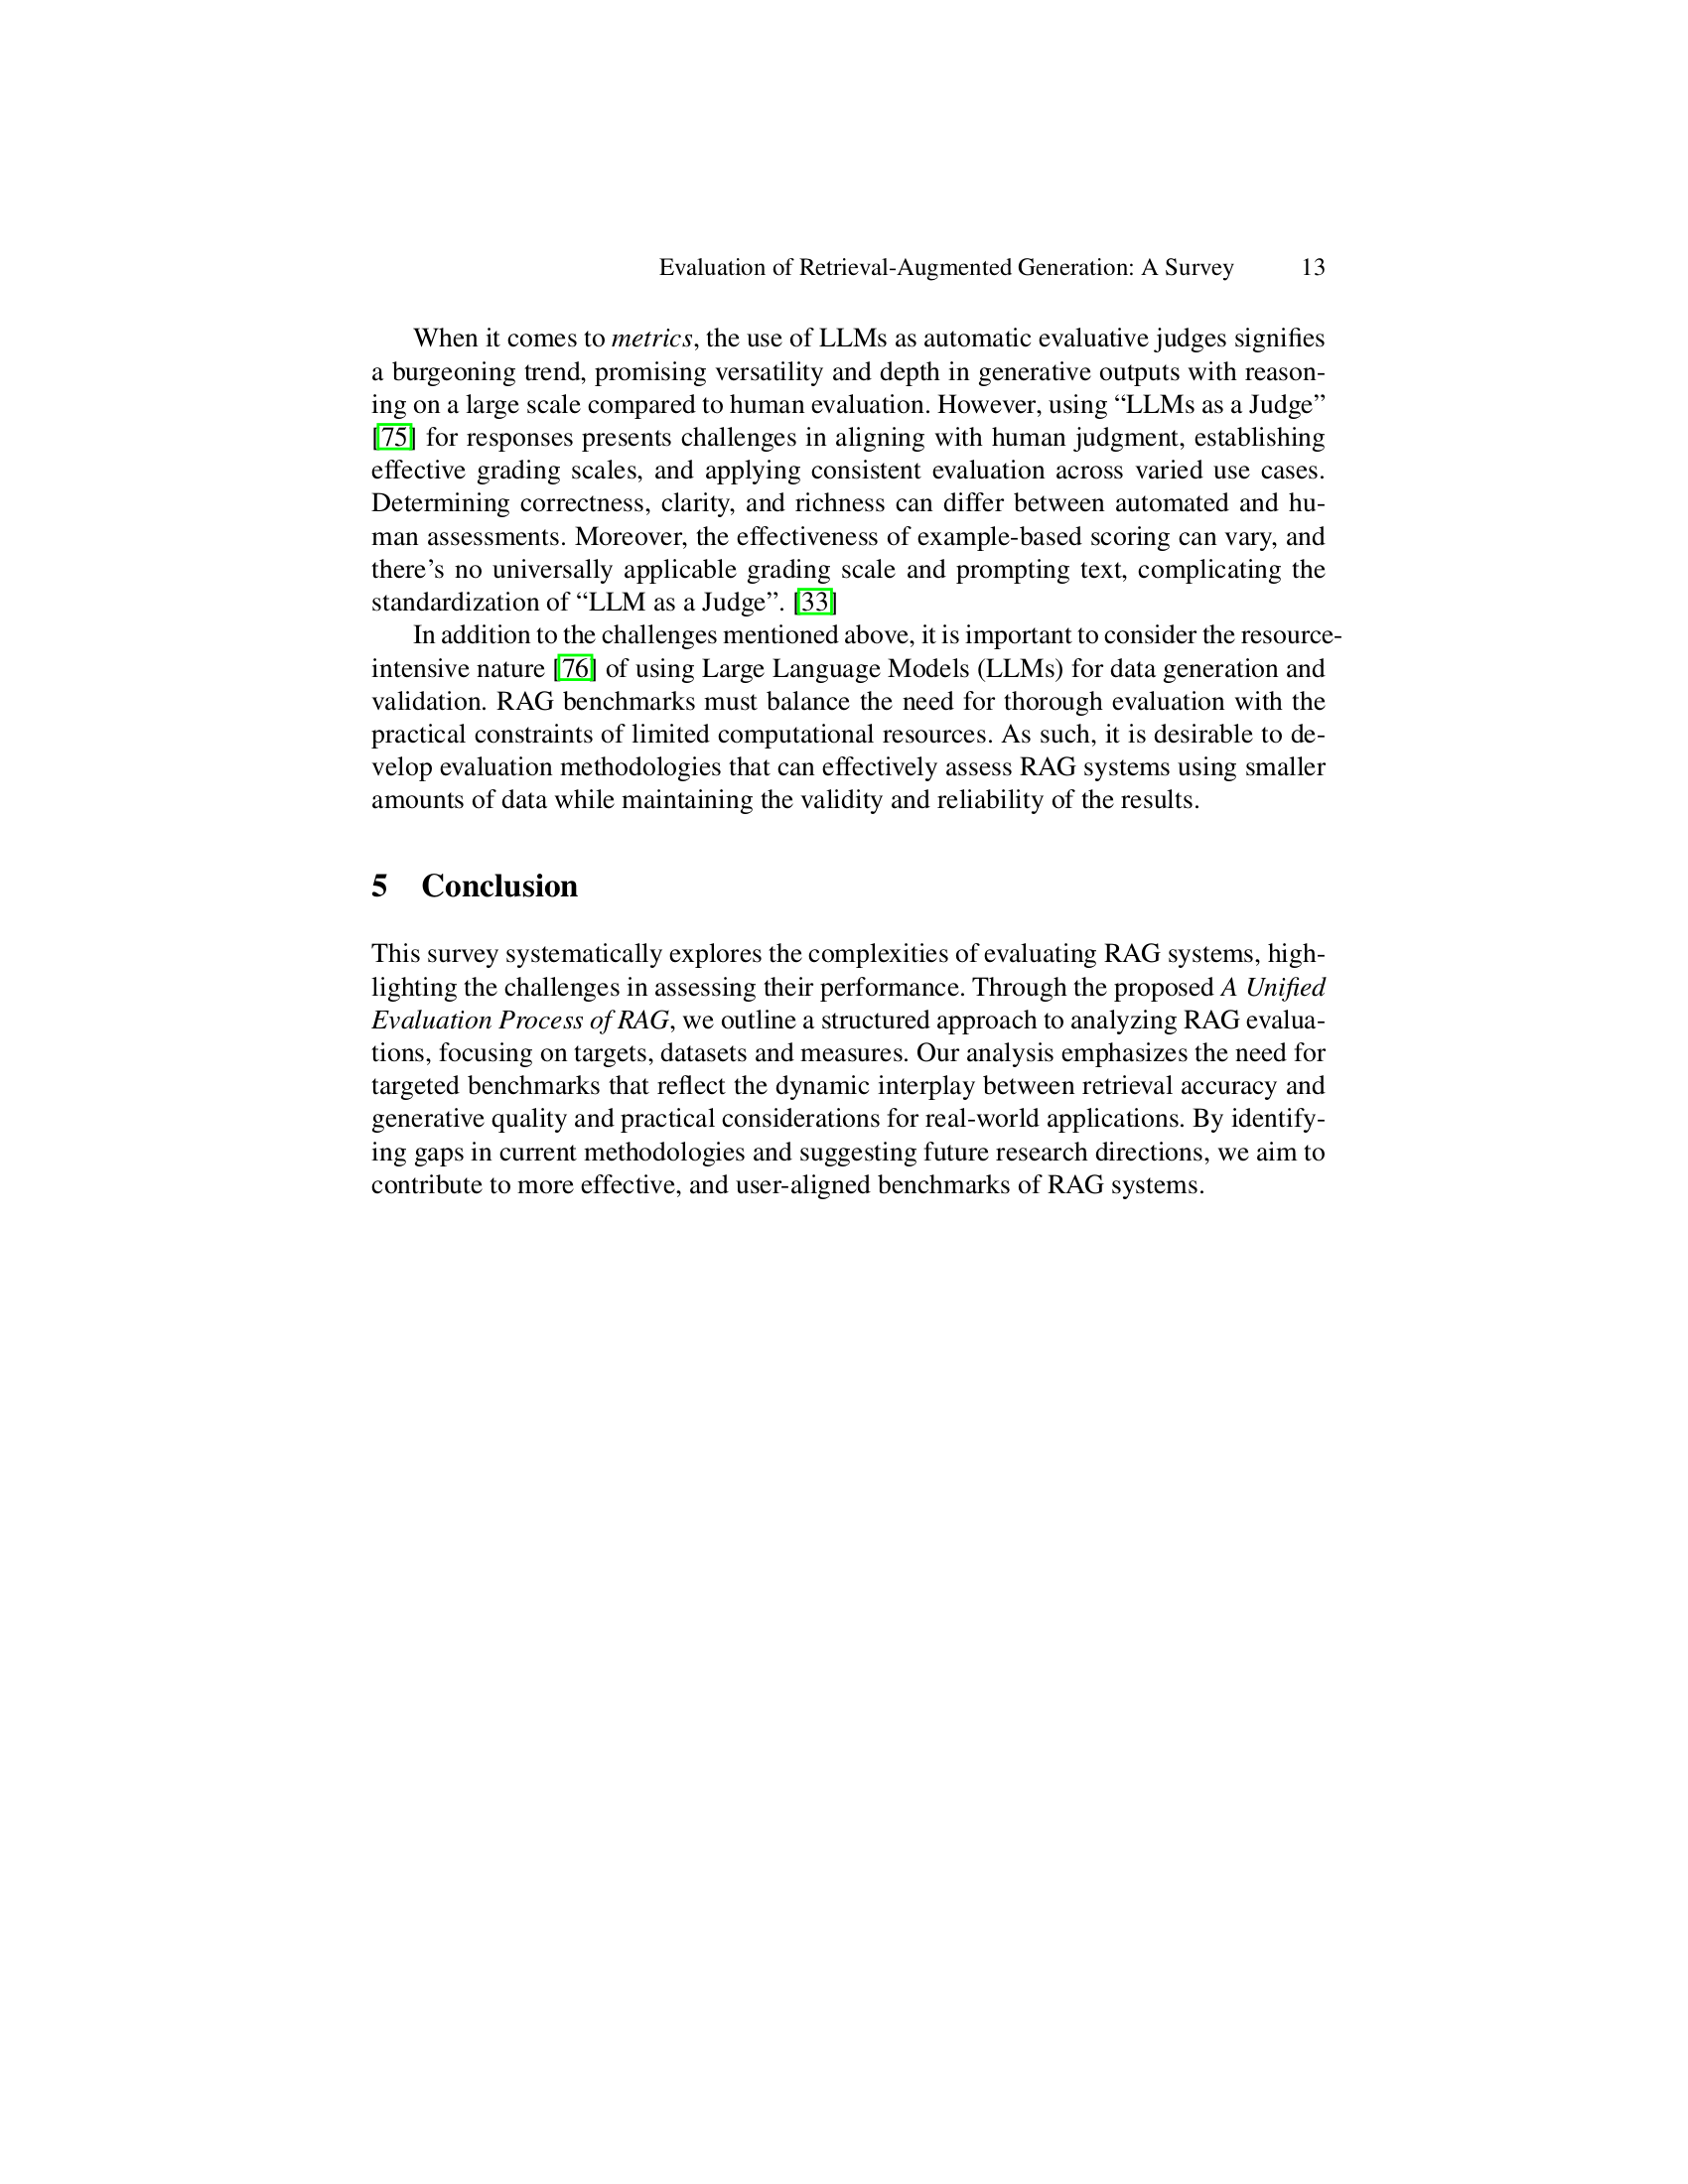 Evaluation of Retrieval-Augmented Generation: A Survey 13
When it comes to metrics, the use of LLMs as automatic evaluative judges signifies
a burgeoning trend, promising versatility and depth in generative outputs with reason-
ing on a large scale compared to human evaluation. However, using “LLMs as a Judge”
[75] for responses presents challenges in aligning with human judgment, establishing
effective grading scales, and applying consistent evaluation across varied use cases.
Determining correctness, clarity, and richness can differ between automated and hu-
man assessments. Moreover, the effectiveness of example-based scoring can vary, and
there’s no universally applicable grading scale and prompting text, complicating the
standardization of “LLM as a Judge”. [33]
In addition to the challenges mentioned above, it is important to consider the resource-
intensive nature [76] of using Large Language Models (LLMs) for data generation and
validation. RAG benchmarks must balance the need for thorough evaluation with the
practical constraints of limited computational resources. As such, it is desirable to de-
velop evaluation methodologies that can effectively assess RAG systems using smaller
amounts of data while maintaining the validity and reliability of the results.
5 Conclusion
This survey systematically explores the complexities of evaluating RAG systems, high-
lighting the challenges in assessing their performance. Through the proposed A Unified
Evaluation Process of RAG, we outline a structured approach to analyzing RAG evalua-
tions, focusing on targets, datasets and measures. Our analysis emphasizes the need for
targeted benchmarks that reflect the dynamic interplay between retrieval accuracy and
generative quality and practical considerations for real-world applications. By identify-
ing gaps in current methodologies and suggesting future research directions, we aim to
contribute to more effective, and user-aligned benchmarks of RAG systems.